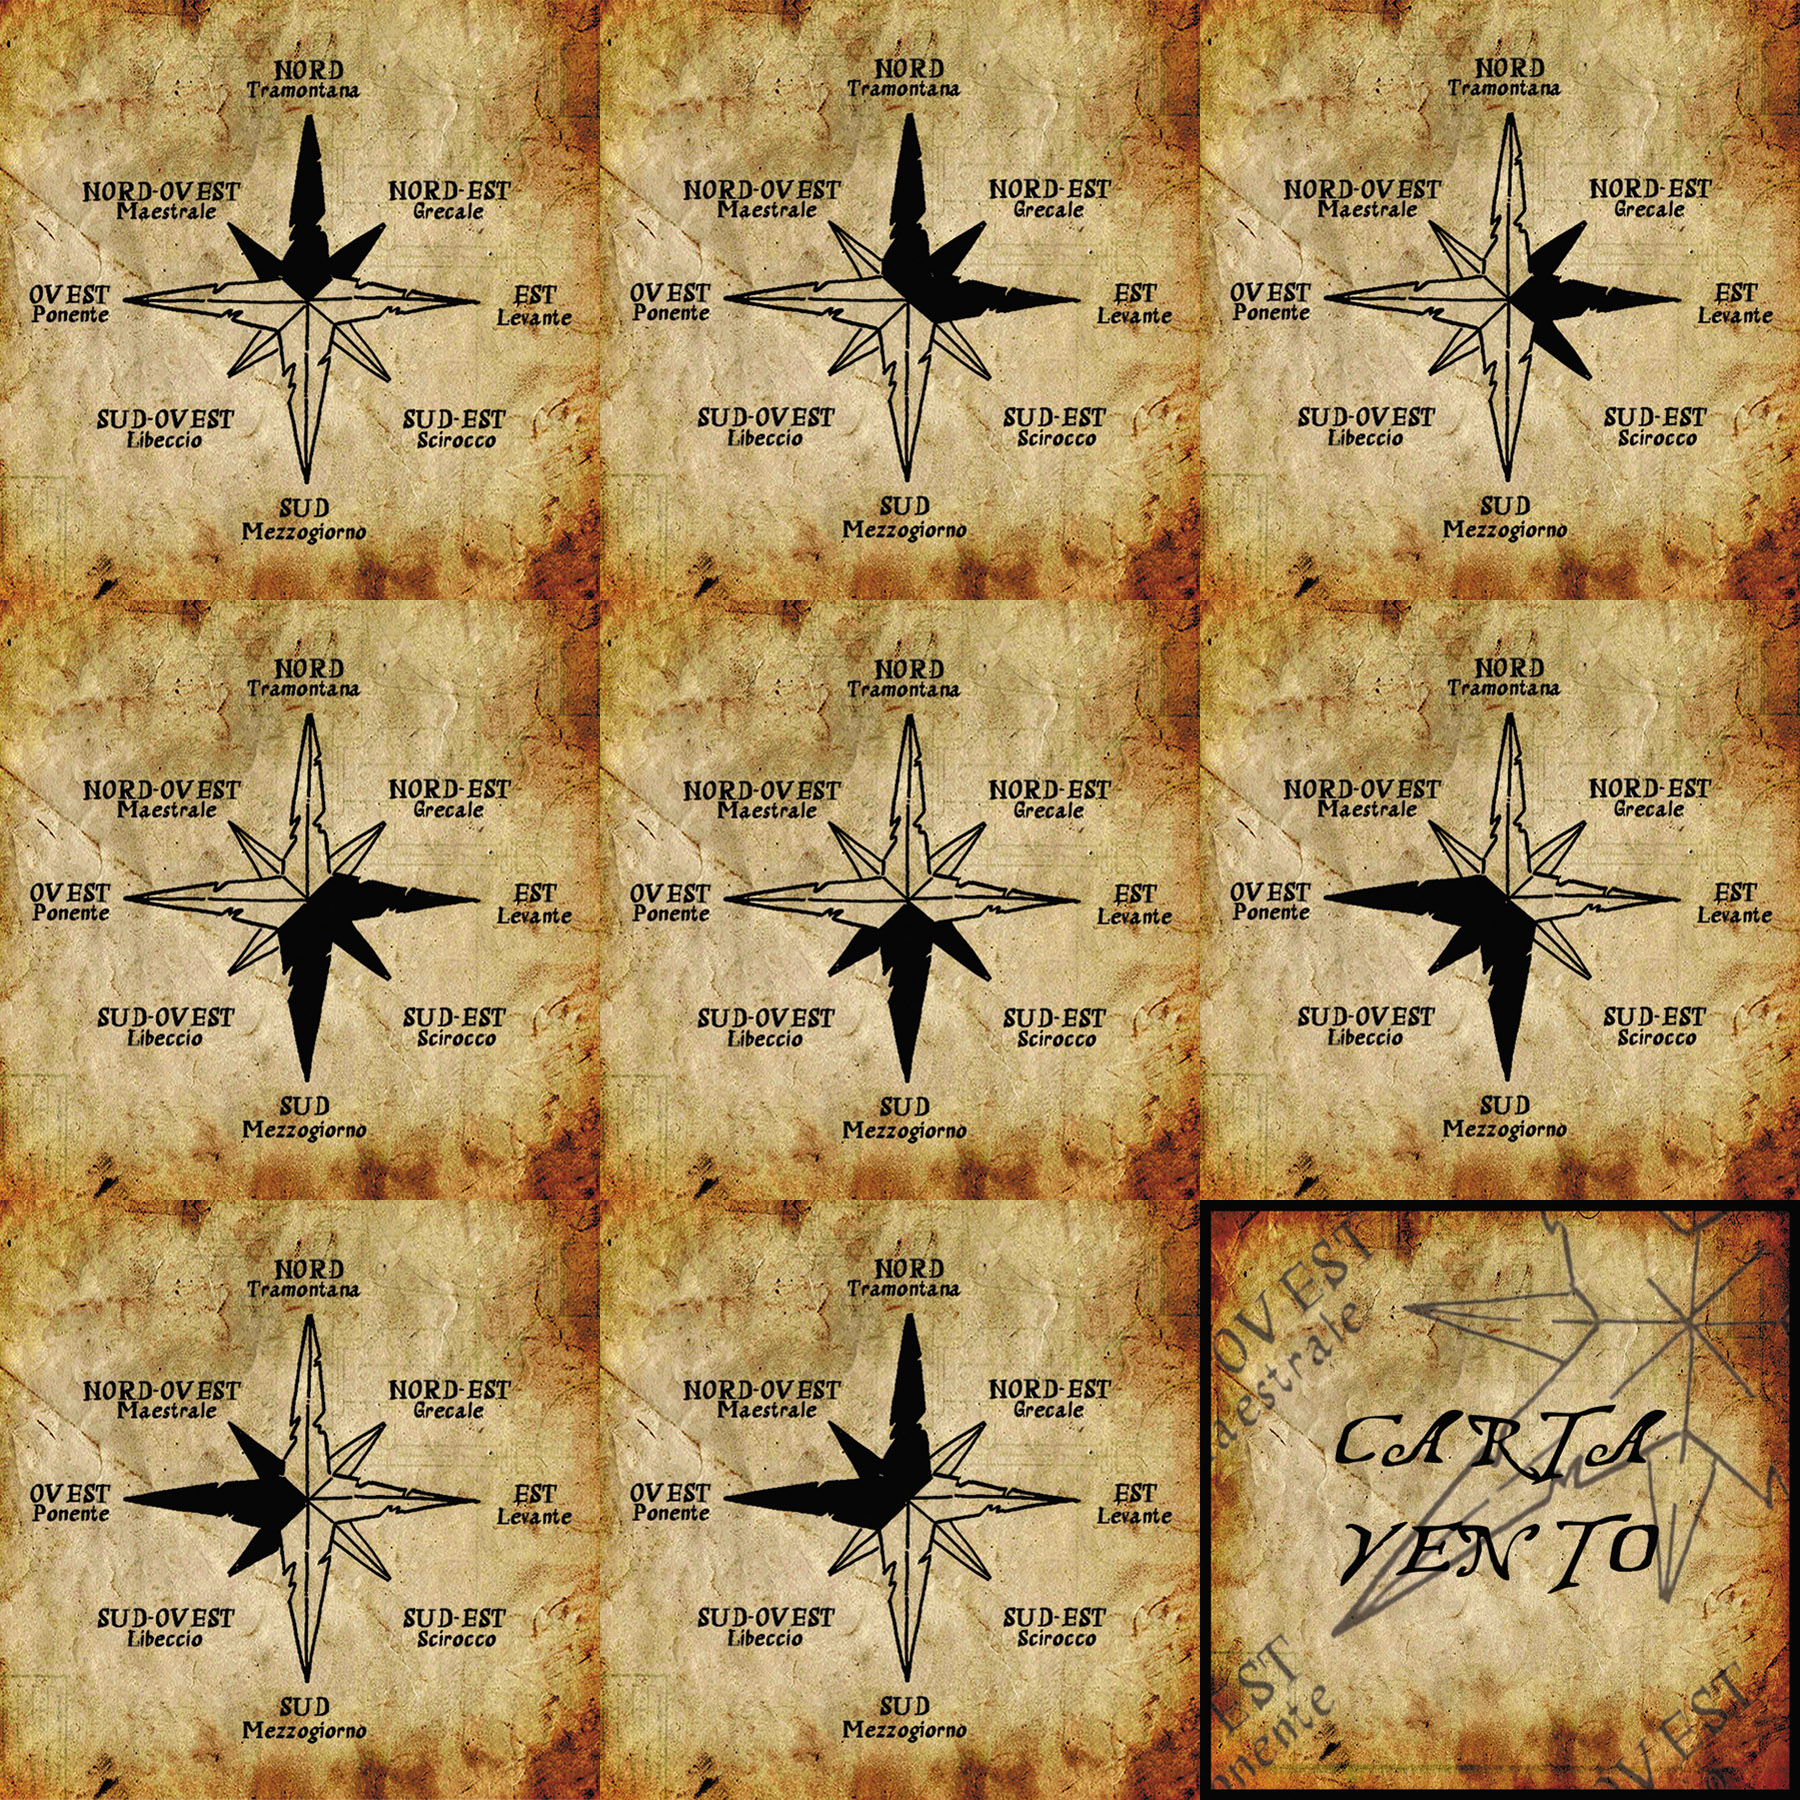 NORD
Tramontana
NORD-OVEST
Maestrale
NORD-EST
Grecale
OVEST
Ponente
EST
Levante
SUD-OVEST
Libeccio
SUD-EST
Scirocco
SUD
Mezzogiorno
NORD
Tramontana
NORD-OVEST
Maestrale
NORD-EST
Grecale
OVEST
Ponente
EST
Levante
SUD-OVEST
Libeccio
SUD-EST
Scirocco
SUD
Mezzogiorno
NORD
Tramontana
NORD-OVEST
Maestrale
NORD-EST
Grecale
OVEST
Ponente
EST
Levante
SUD-OVEST
Libeccio
SUD-EST
Scirocco
SUD
Mezzogiorno
NORD
Tramontana
NORD-OVEST
Maestrale
NORD-EST
Grecale
OVEST
Ponente
EST
Levante
SUD-OVEST
Libeccio
SUD-EST
Scirocco
SUD
Mezzogiorno
NORD
Tramontana
NORD-OVEST
Maestrale
NORD-EST
Grecale
OVEST
Ponente
EST
Levante
SUD-OVEST
Libeccio
SUD-EST
Scirocco
SUD
Mezzogiorno
NORD
Tramontana
NORD-OVEST
Maestrale
NORD-EST
Grecale
OVEST
Ponente
EST
Levante
SUD-OVEST
Libeccio
SUD-EST
Scirocco
SUD
Mezzogiorno
NORD
Tramontana
NORD-OVEST
Maestrale
NORD-EST
Grecale
OVEST
Ponente
EST
Levante
SUD-OVEST
Libeccio
SUD-EST
Scirocco
SUD
Mezzogiorno
NORD
Tramontana
NORD-OVEST
Maestrale
NORD-EST
Grecale
OVEST
Ponente
EST
Levante
SUD-OVEST
Libeccio
SUD-EST
Scirocco
SUD
Mezzogiorno
OVEST
aestrale
CARTA
VENTO
EST
onente
OVEST